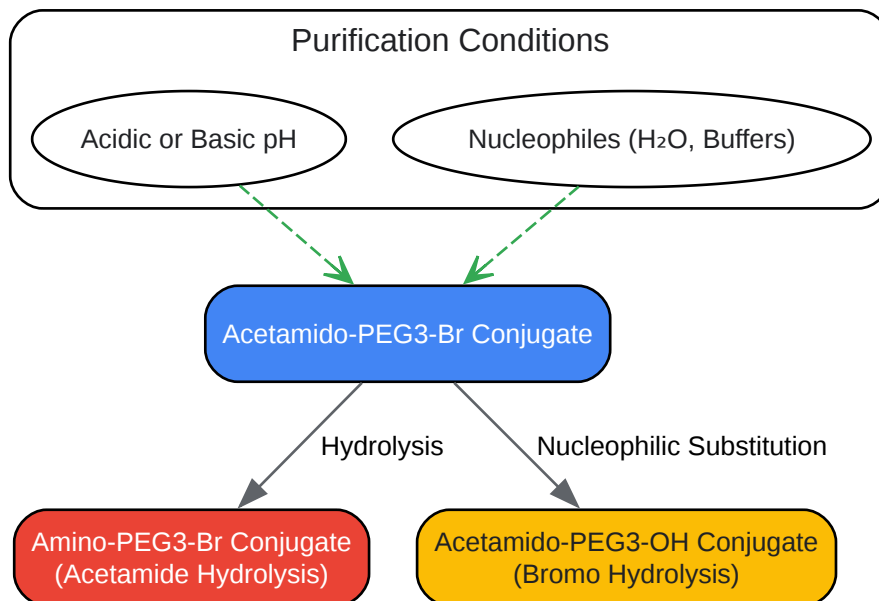 Purification Conditions
Acidic or Basic pH
Nucleophiles (H₂O, Buffers)
Acetamido-PEG3-Br Conjugate
Hydrolysis
Nucleophilic Substitution
Amino-PEG3-Br Conjugate
(Acetamide Hydrolysis)
Acetamido-PEG3-OH Conjugate
(Bromo Hydrolysis)